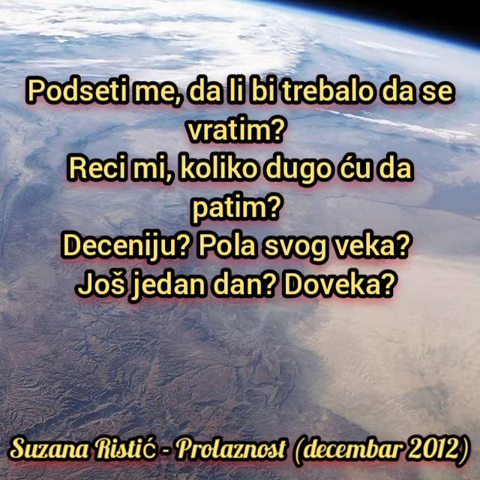 Podseti me, da li bi trebalo da se
vratim?
Reci mi, koliko dugo ću da
patim?
Deceniju? Pola svog veka?
Još jedan dan? Doveka?
Suzana Ristić - Prolaznost (decembar 2012)